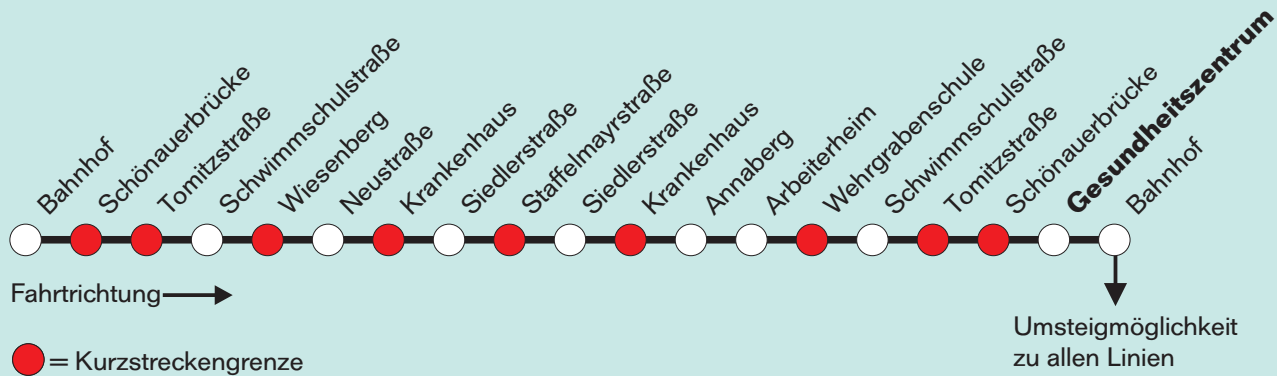 Bahnhof
Schönauerbrücke
Tomitzstraße
Schwimmschulstraße
Wiesenberg
Neustraße
Krankenhaus
Siedlerstraße
Staffelmayrstraße
Siedlerstraße
Krankenhaus
Annaberg
Arbeiterheim
Wehrgrabenschule
Schwimmschulstraße
Tomitzstraße
Schönauerbrücke
Gesundheitszentrum
Bahnhof
Fahrtrichtung
= Kurzstreckengrenze
Umsteigmöglichkeit
zu allen Linien